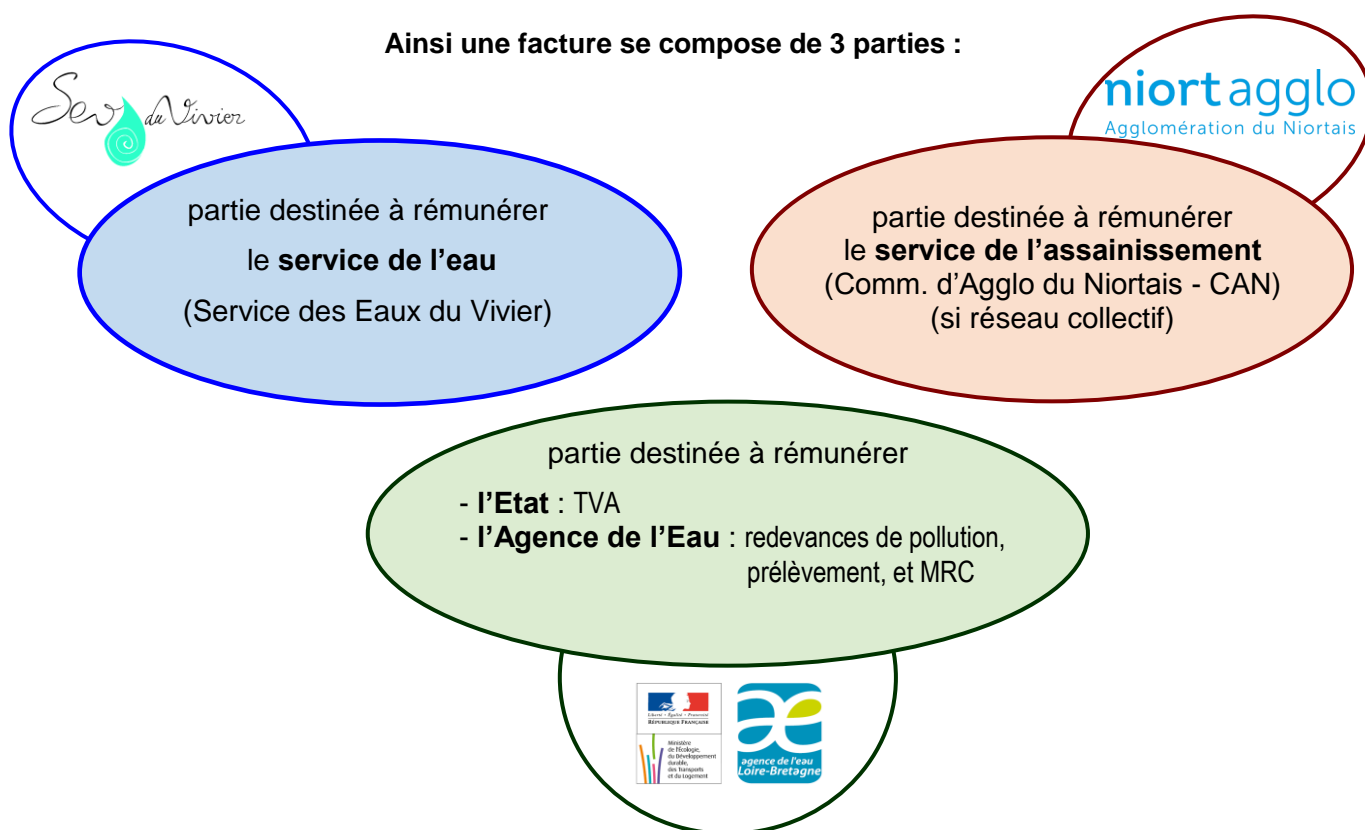 Ainsi une facture se compose de 3 parties :
Sev du Vivier
niortagglo
Agglomération du Niortais
partie destinée à rémunérer
le service de l'eau
(Service des Eaux du Vivier)
partie destinée à rémunérer
le service de l'assainissement
(Comm. d'Agglo du Niortais - CAN)
(si réseau collectif)
partie destinée à rémunérer
- l'Etat : TVA
- l'Agence de l'Eau : redevances de pollution,
prélèvement, et MRC
Liberté • Égalité • Fraternité
RÉPUBLIQUE FRANÇAISE
Ministère
de l'Écologie,
du Développement
durable,
des Transports
et du Logement
agence de l'eau
Loire-Bretagne